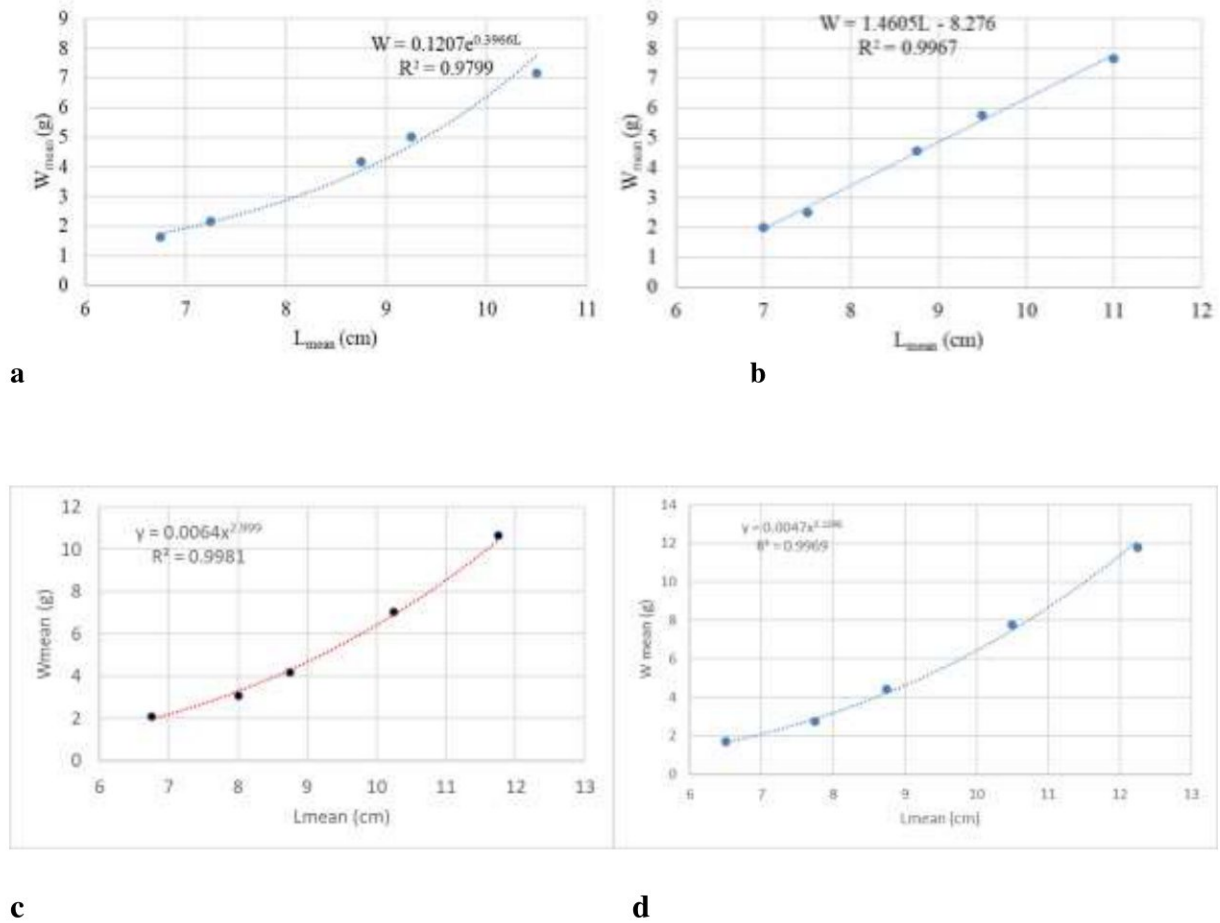 W = 0.1207e^0.3966L
R² = 0.9799
9
8
7
6
5
4
3
2
1
0
W_mean (g)
6 7 8 9 10 11
L_mean (cm)
a
W = 1.4605L - 8.276
R² = 0.9967
9
8
7
6
5
4
3
2
1
0
W_mean (g)
6 7 8 9 10 11 12
L_mean (cm)
b
y = 0.0064x^2.999
R² = 0.9981
12
10
8
6
4
2
0
Wmean (g)
6 7 8 9 10 11 12 13
Lmean (cm)
c
y = 0.0047x
R² = 0.9969
14
12
10
8
6
4
2
0
W mean (g)
6 7 8 9 10 11 12 13
Lmean (cm)
d